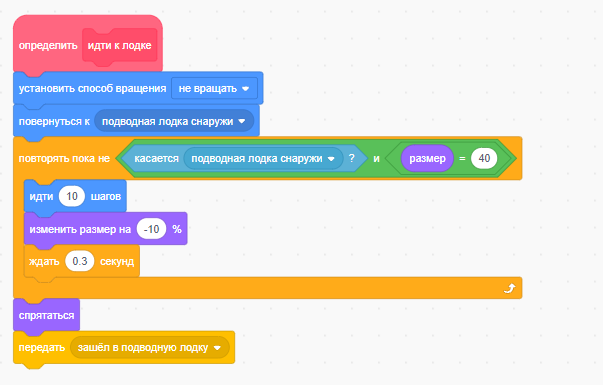 определить идти к лодке
установить способ вращения не вращать
повернуться к подводная лодка снаружи
повторять пока не касается подводная лодка снаружи ? и размер = 40
идти 10 шагов
изменить размер на -10 %
ждать 0.3 секунд
спрятаться
передать зашёл в подводную лодку